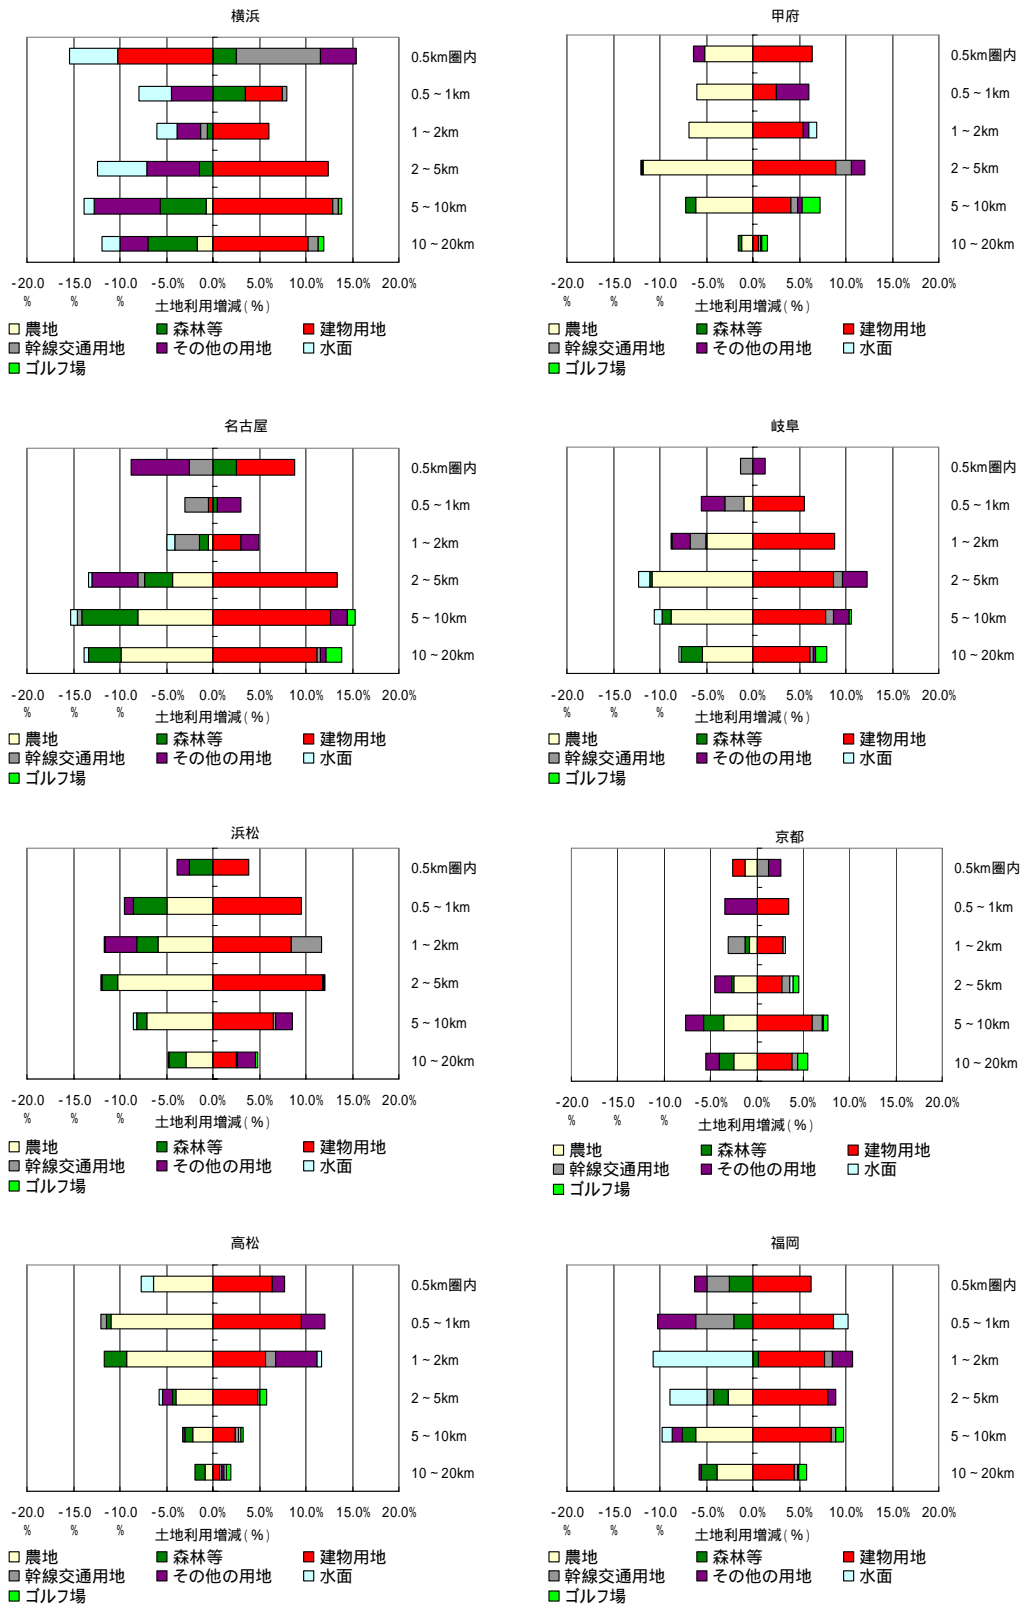 横浜
0.5km圏内
0.5～1km
1～2km
2～5km
5～10km
10～20km
-20.0% -15.0% -10.0% -5.0% 0.0% 5.0% 10.0% 15.0% 20.0%
土地利用増減(%)
農地 森林等 建物用地
幹線交通用地 その他の用地 水面
ゴルフ場
甲府
0.5km圏内
0.5～1km
1～2km
2～5km
5～10km
10～20km
-20.0% -15.0% -10.0% -5.0% 0.0% 5.0% 10.0% 15.0% 20.0%
土地利用増減(%)
農地 森林等 建物用地
幹線交通用地 その他の用地 水面
ゴルフ場
名古屋
0.5km圏内
0.5～1km
1～2km
2～5km
5～10km
10～20km
-20.0% -15.0% -10.0% -5.0% 0.0% 5.0% 10.0% 15.0% 20.0%
土地利用増減(%)
農地 森林等 建物用地
幹線交通用地 その他の用地 水面
ゴルフ場
岐阜
0.5km圏内
0.5～1km
1～2km
2～5km
5～10km
10～20km
-20.0% -15.0% -10.0% -5.0% 0.0% 5.0% 10.0% 15.0% 20.0%
土地利用増減(%)
農地 森林等 建物用地
幹線交通用地 その他の用地 水面
ゴルフ場
浜松
0.5km圏内
0.5～1km
1～2km
2～5km
5～10km
10～20km
-20.0% -15.0% -10.0% -5.0% 0.0% 5.0% 10.0% 15.0% 20.0%
土地利用増減(%)
農地 森林等 建物用地
幹線交通用地 その他の用地 水面
ゴルフ場
京都
0.5km圏内
0.5～1km
1～2km
2～5km
5～10km
10～20km
-20.0% -15.0% -10.0% -5.0% 0.0% 5.0% 10.0% 15.0% 20.0%
土地利用増減(%)
農地 森林等 建物用地
幹線交通用地 その他の用地 水面
ゴルフ場
高松
0.5km圏内
0.5～1km
1～2km
2～5km
5～10km
10～20km
-20.0% -15.0% -10.0% -5.0% 0.0% 5.0% 10.0% 15.0% 20.0%
土地利用増減(%)
農地 森林等 建物用地
幹線交通用地 その他の用地 水面
ゴルフ場
福岡
0.5km圏内
0.5～1km
1～2km
2～5km
5～10km
10～20km
-20.0% -15.0% -10.0% -5.0% 0.0% 5.0% 10.0% 15.0% 20.0%
土地利用増減(%)
農地 森林等 建物用地
幹線交通用地 その他の用地 水面
ゴルフ場